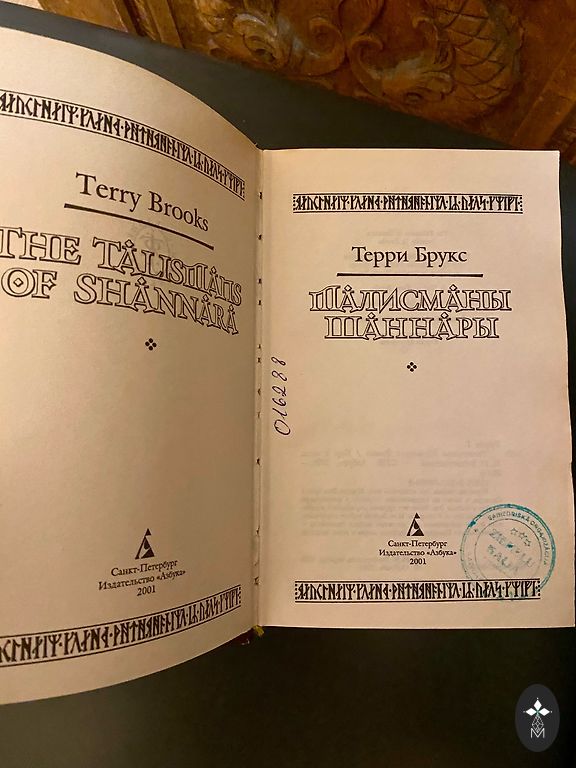 Terry Brooks
THE TALISMANS
OF SHANNARA
Санкт-Петербург
Издательство «Азбука»
2001
016288
Терри Брукс
ТАЛИСМАНЫ
ШАННАРЫ
Санкт-Петербург
Издательство «Азбука»
2001
M